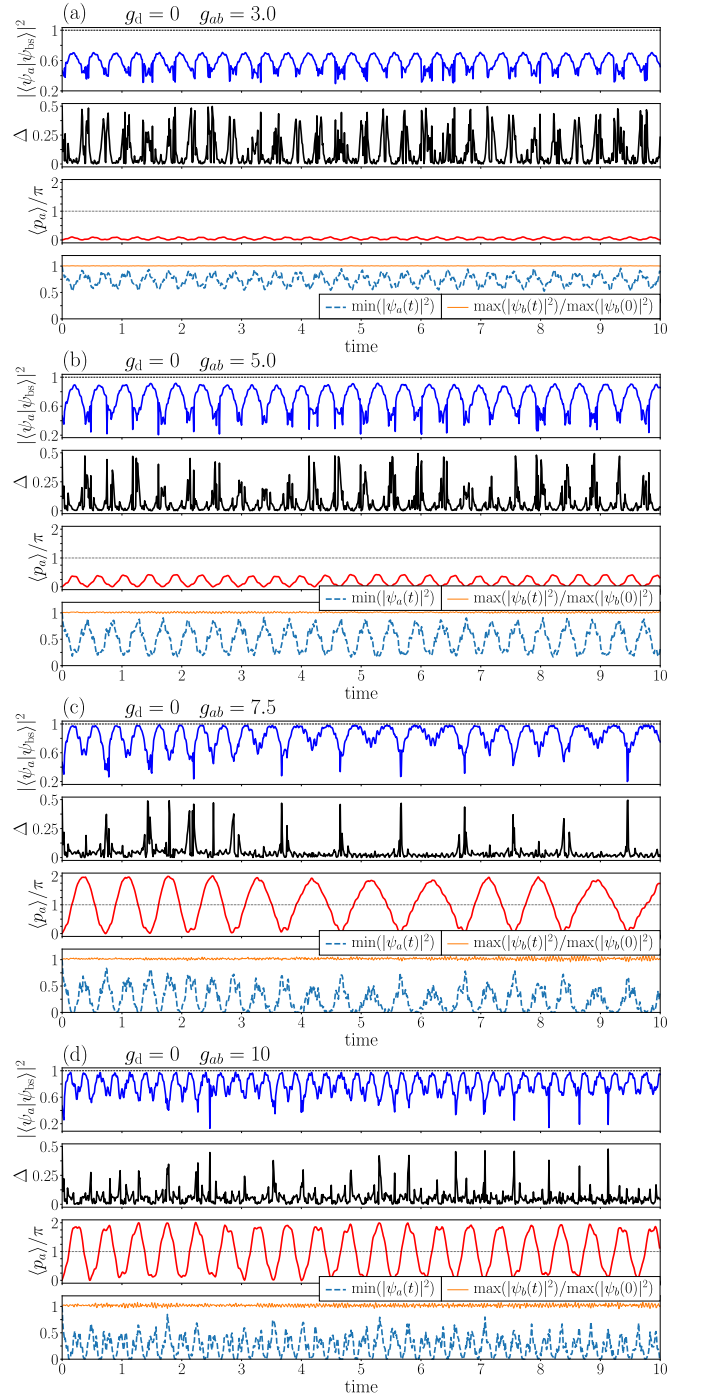 (a) g_d = 0 g_ab = 3.0
|⟨ψ_a|ψ_bs⟩|²
1.0
0.6
0.2
Δ
0.5
0.25
0
⟨p_a⟩/π
2
1
0
1
0.5
0
min(|ψ_a(t)|²) max(|ψ_b(t)|²)/max(|ψ_b(0)|²)
0 1 2 3 4 5 6 7 8 9 10
time
(b) g_d = 0 g_ab = 5.0
|⟨ψ_a|ψ_bs⟩|²
1.0
0.6
0.2
Δ
0.5
0.25
0
⟨p_a⟩/π
2
1
0
min(|ψ_a(t)|²) max(|ψ_b(t)|²)/max(|ψ_b(0)|²)
1
0.5
0
0 1 2 3 4 5 6 7 8 9 10
time
(c) g_d = 0 g_ab = 7.5
|⟨ψ_a|ψ_bs⟩|²
1.0
0.6
0.2
Δ
0.5
0.25
0
⟨p_a⟩/π
2
1
0
min(|ψ_a(t)|²) max(|ψ_b(t)|²)/max(|ψ_b(0)|²)
1
0.5
0
0 1 2 3 4 5 6 7 8 9 10
time
(d) g_d = 0 g_ab = 10
|⟨ψ_a|ψ_bs⟩|²
1.0
0.6
0.2
Δ
0.5
0.25
0
⟨p_a⟩/π
2
1
0
min(|ψ_a(t)|²) max(|ψ_b(t)|²)/max(|ψ_b(0)|²)
1
0.5
0
0 1 2 3 4 5 6 7 8 9 10
time